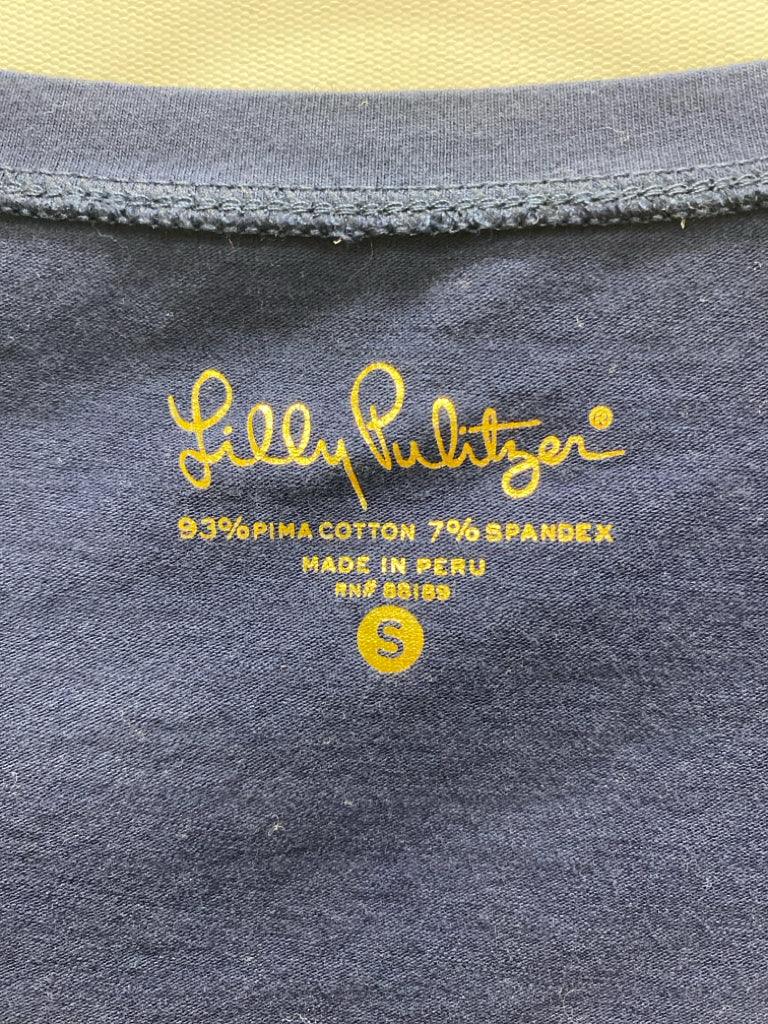 Lilly Pulitzer®
93% PIMA COTTON 7% SPANDEX
MADE IN PERU
RN# 88189
S